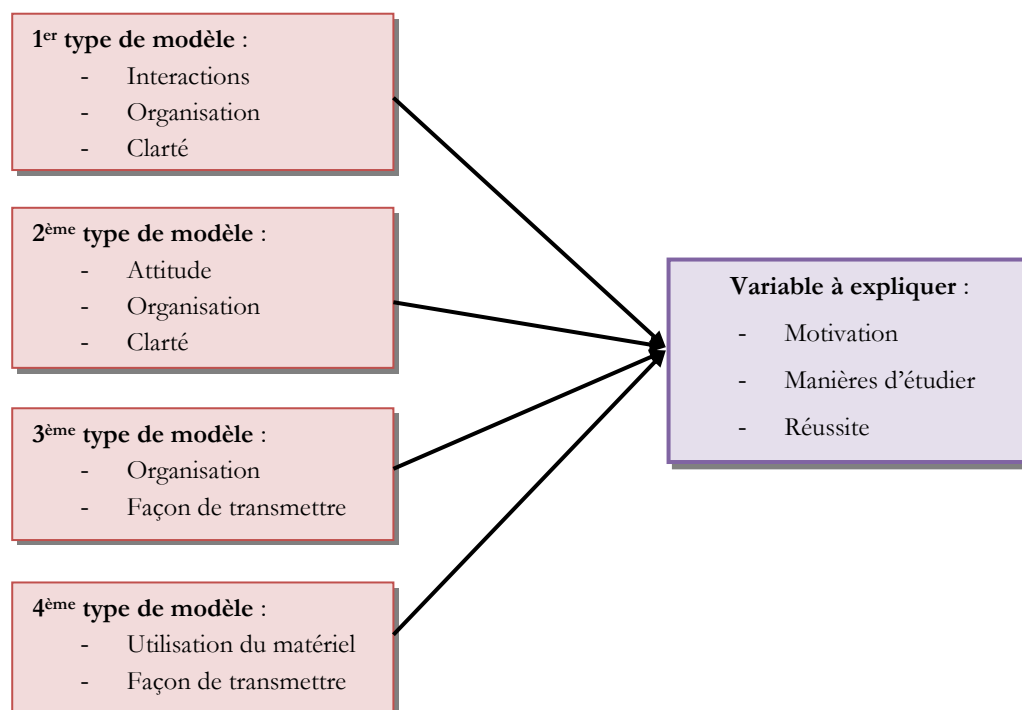 1er type de modèle :
- Interactions
- Organisation
- Clarté
2ème type de modèle :
- Attitude
- Organisation
- Clarté
3ème type de modèle :
- Organisation
- Façon de transmettre
4ème type de modèle :
- Utilisation du matériel
- Façon de transmettre
Variable à expliquer :
- Motivation
- Manières d'étudier
- Réussite